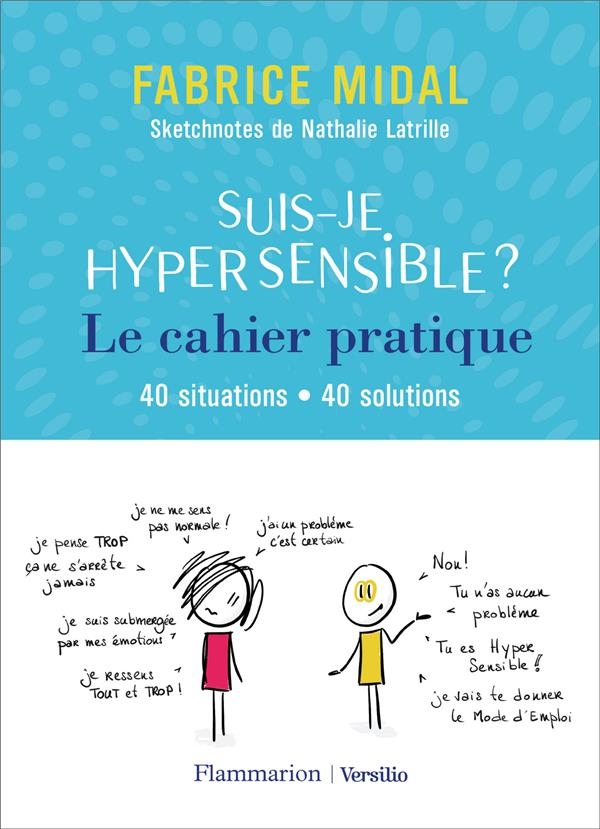 FABRICE MIDAL
Sketchnotes de Nathalie Latrille
SUIS-JE
HYPERSENSiBLE ?
Le cahier pratique
40 situations • 40 solutions
je ne me sens
pas normale !
j'ai un problème
c'est certain
je pense TROP
ça ne s'arrête
jamais
je suis submergée
par mes émotions
je ressens
TOUT et TROP !
Non !
Tu n'as aucun
problème
Tu es Hyper
Sensible !
je vais te donner
le Mode d'Emploi
Flammarion | Versilio